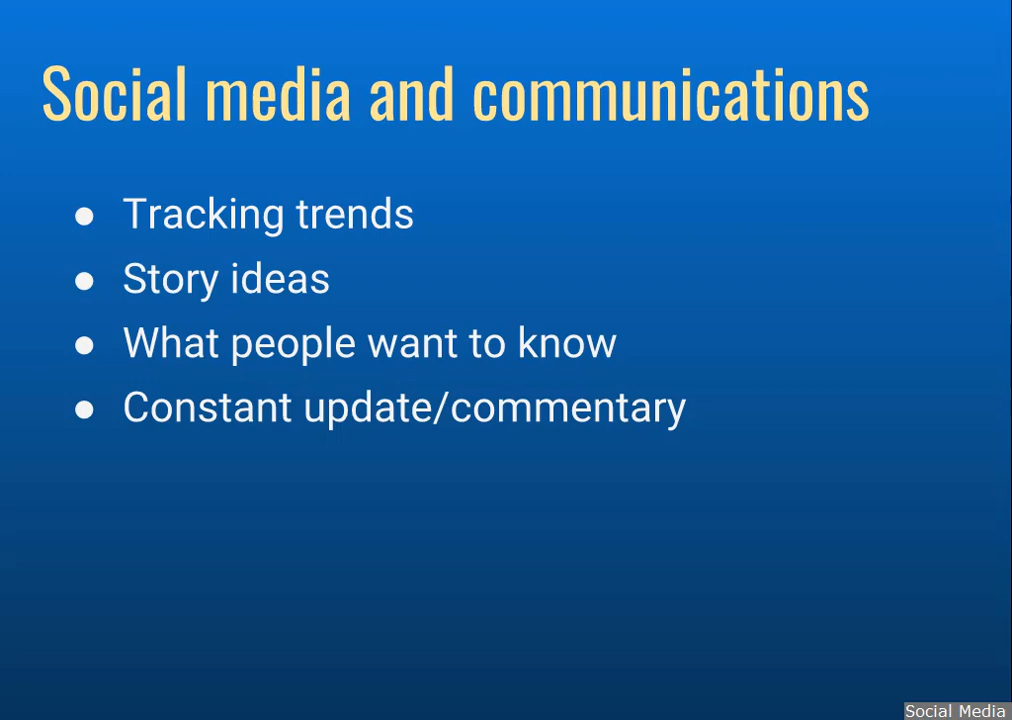 Social media and communications
● Tracking trends
● Story ideas
● What people want to know
● Constant update/commentary
Social Media